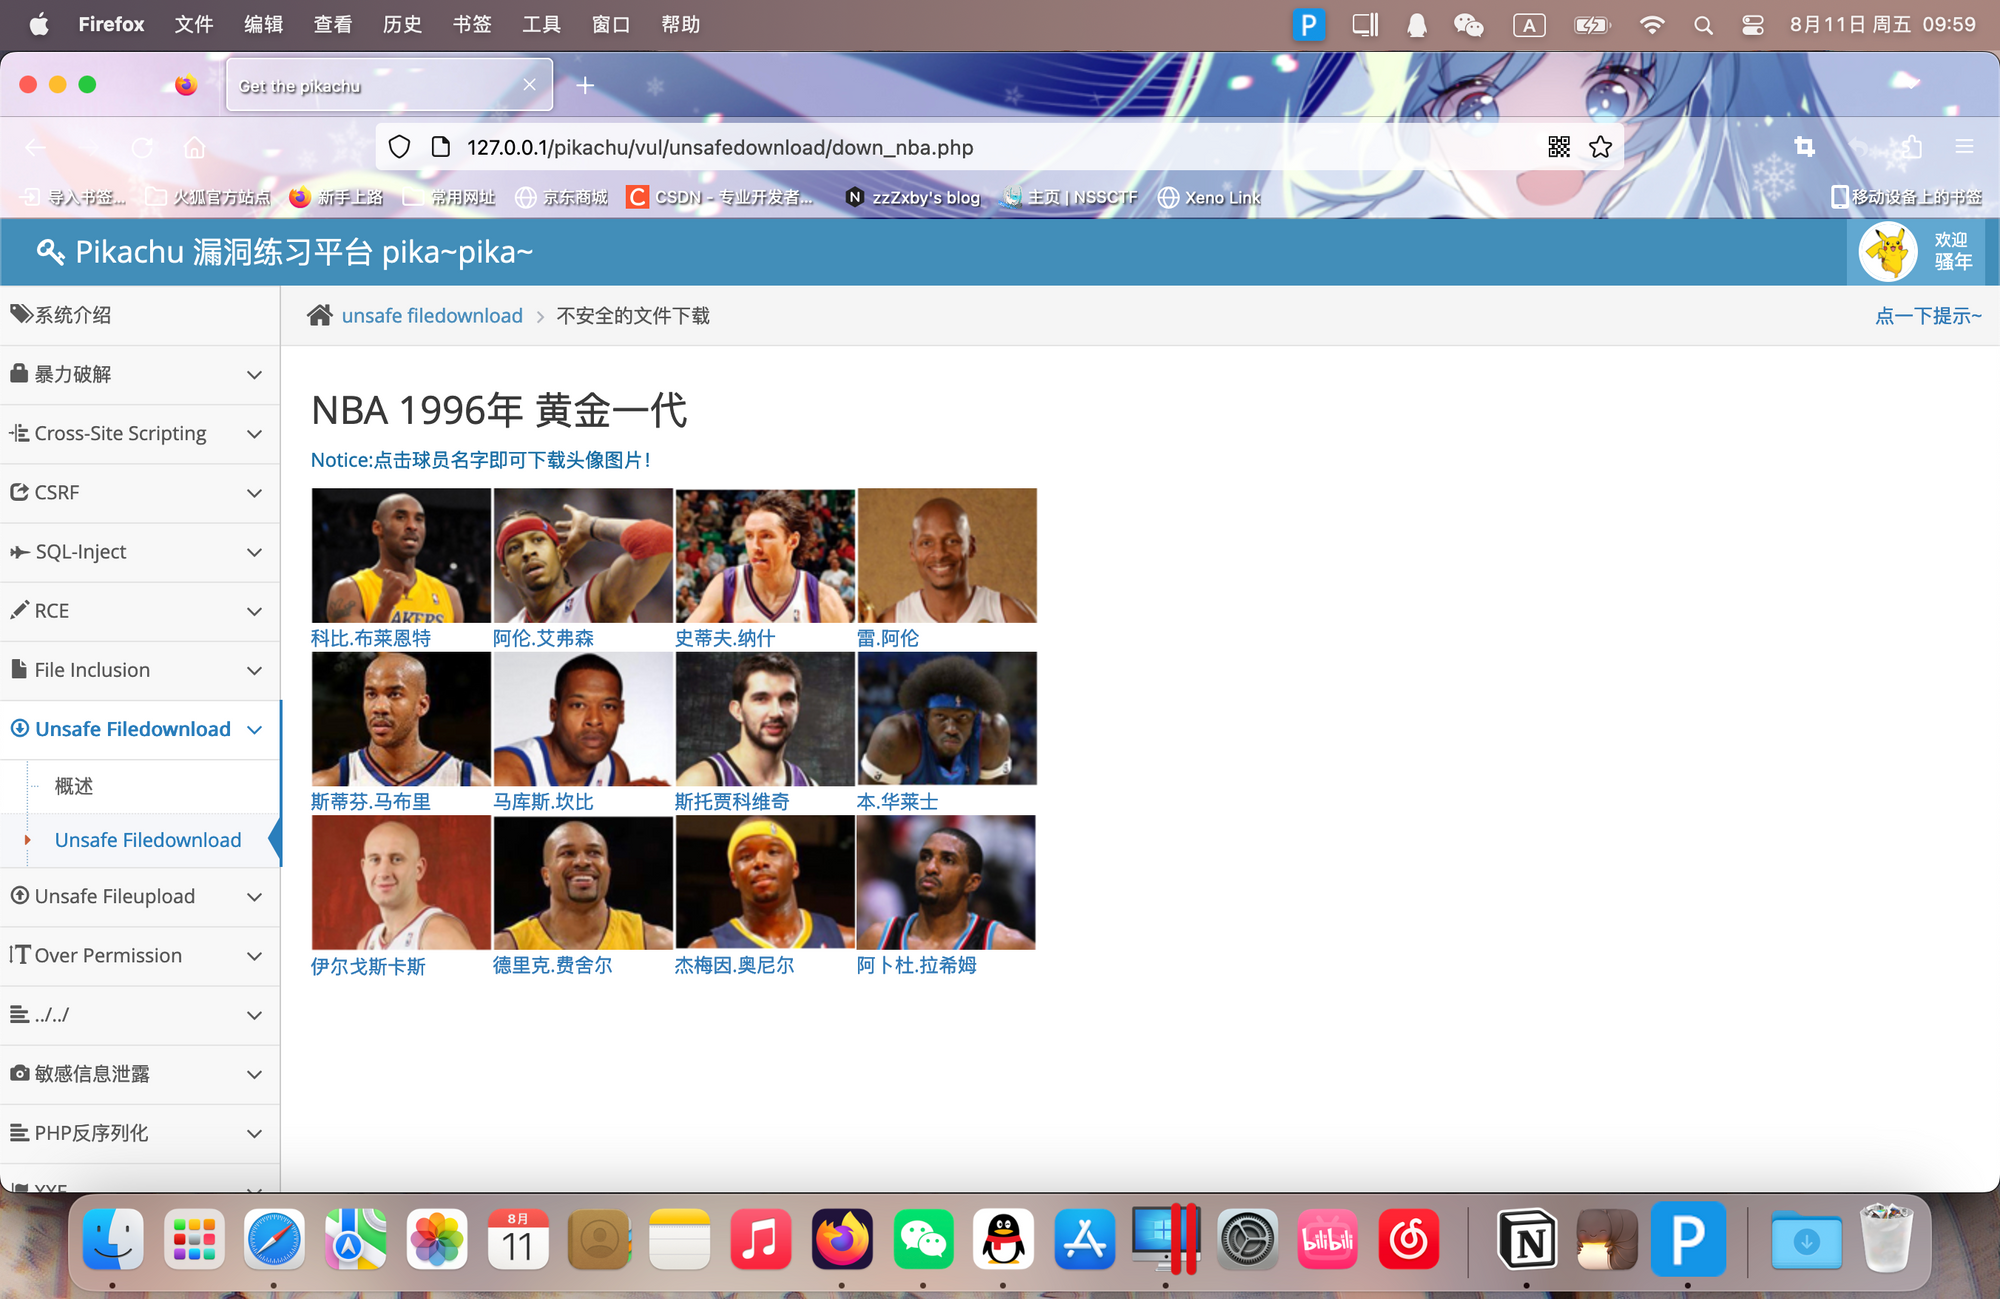 Firefox 文件 编辑 查看 历史 书签 工具 窗口 帮助 P A 8月11日 周五 09:59
Get the pikachu
127.0.0.1/pikachu/vul/unsafedownload/down_nba.php
导入书签... 火狐官方站点 新手上路 常用网址 京东商城 C CSDN - 专业开发者... N zzZxby's blog 主页 | NSSCTF Xeno Link 移动设备上的书签
Pikachu 漏洞练习平台 pika~pika~
欢迎
骚年
系统介绍
unsafe filedownload > 不安全的文件下载
点一下提示~
暴力破解
Cross-Site Scripting
CSRF
SQL-Inject
RCE
File Inclusion
Unsafe Filedownload
概述
Unsafe Filedownload
Unsafe Fileupload
Over Permission
../../
敏感信息泄露
PHP反序列化
XXE
NBA 1996年 黄金一代
Notice:点击球员名字即可下载头像图片!
科比.布莱恩特 阿伦.艾弗森 史蒂夫.纳什 雷.阿伦
斯蒂芬.马布里 马库斯.坎比 斯托贾科维奇 本.华莱士
伊尔戈斯卡斯 德里克.费舍尔 杰梅因.奥尼尔 阿卜杜.拉希姆
8月
11
bilibili
N
P